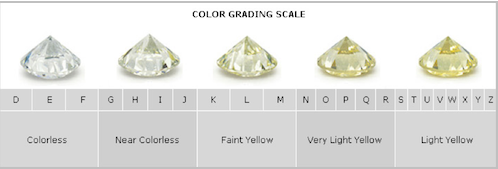 COLOR GRADING SCALE
D E F G H I J K L M N O P Q R S T U V W X Y Z
Colorless Near Colorless Faint Yellow Very Light Yellow Light Yellow